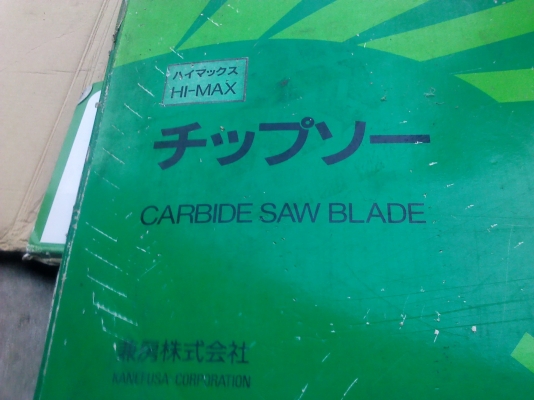 ハイマックス
HI-MAX
チップソー
CARBIDE SAW BLADE
兼房株式会社
KANEFUSA CORPORATION